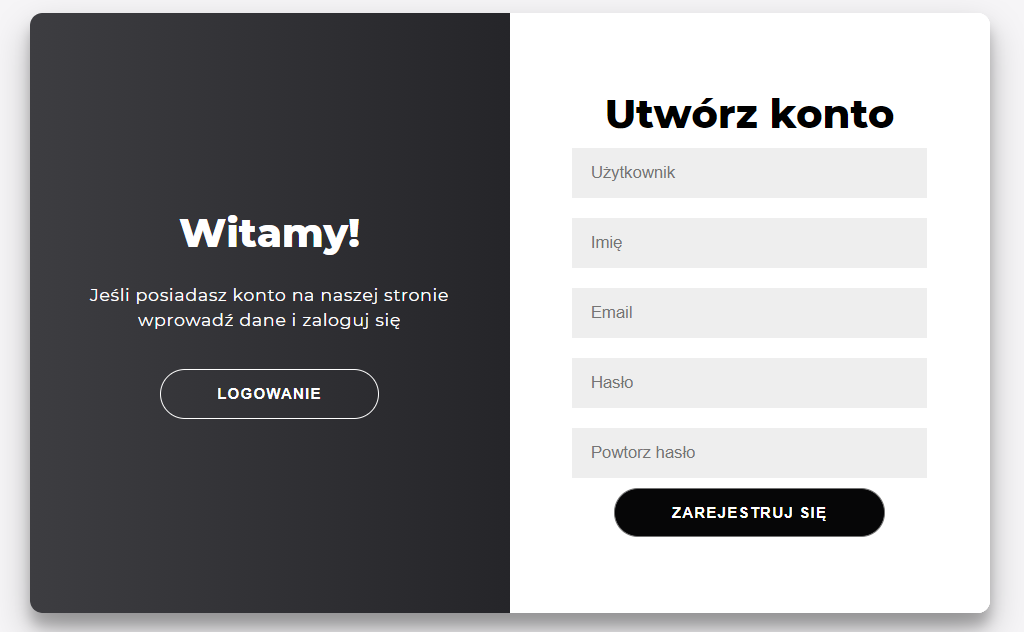 Witamy!
Jeśli posiadasz konto na naszej stronie
wprowadź dane i zaloguj się
LOGOWANIE
Utwórz konto
Użytkownik
Imię
Email
Hasło
Powtorz hasło
ZAREJESTRUJ SIĘ